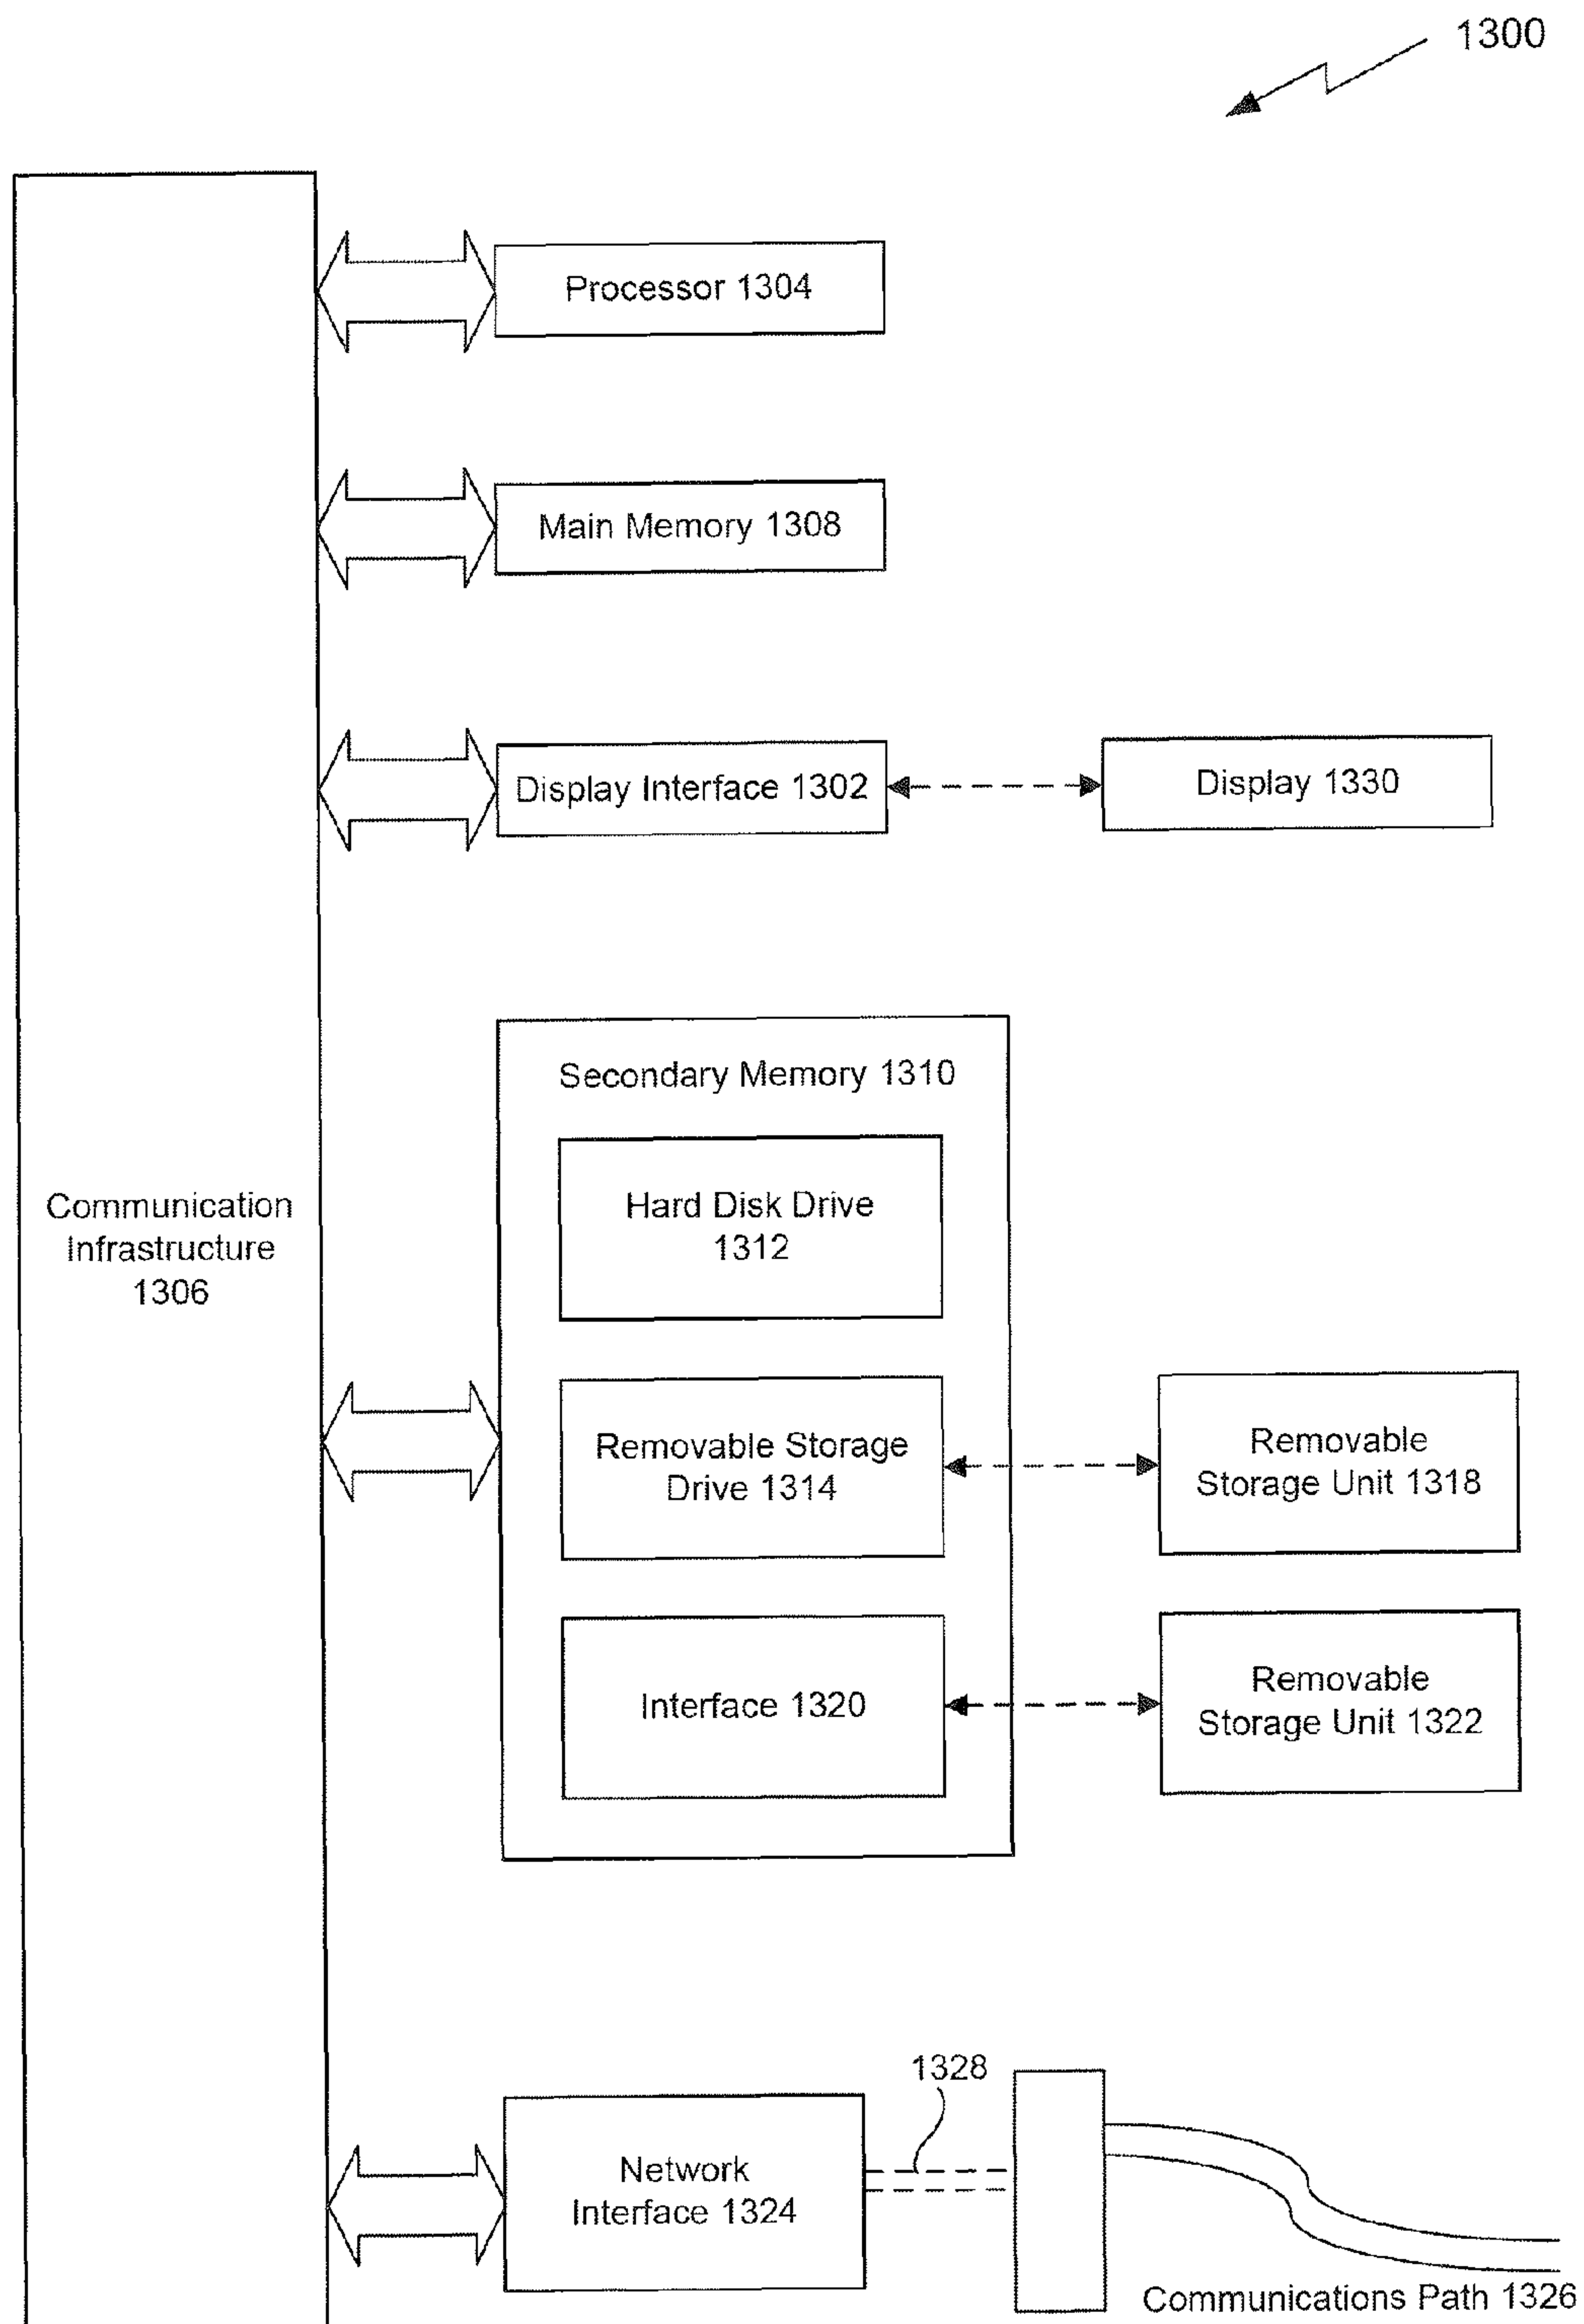 1300
Processor 1304
Main Memory 1308
Display Interface 1302
Display 1330
Secondary Memory 1310
Hard Disk Drive
1312
Communication
Infrastructure
1306
Removable Storage
Drive 1314
Removable
Storage Unit 1318
Interface 1320
Removable
Storage Unit 1322
1328
Network
Interface 1324
Communications Path 1326